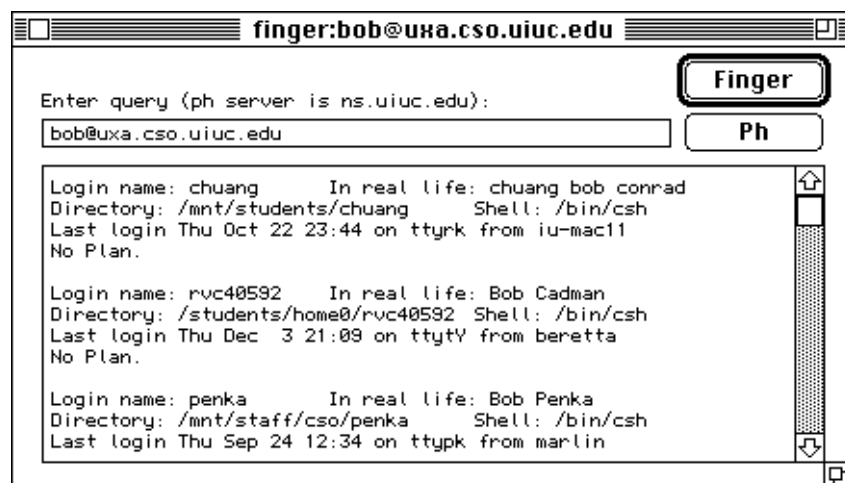 finger:bob@uxa.cso.uiuc.edu
Finger
Enter query (ph server is ns.uiuc.edu):
bob@uxa.cso.uiuc.edu
Ph
Login name: chuang In real life: chuang bob conrad
Directory: /mnt/students/chuang Shell: /bin/csh
Last login Thu Oct 22 23:44 on ttyrk from iu-mac11
No Plan.
Login name: rvc40592 In real life: Bob Cadman
Directory: /students/home0/rvc40592 Shell: /bin/csh
Last login Thu Dec 3 21:09 on ttytY from beretta
No Plan.
Login name: penka In real life: Bob Penka
Directory: /mnt/staff/cso/penka Shell: /bin/csh
Last login Thu Sep 24 12:34 on ttypk from marlin